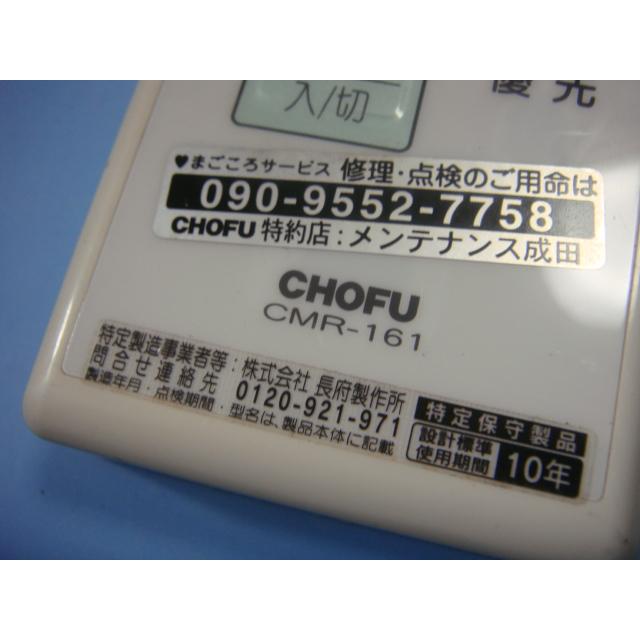 優先
入/切
♥まごころサービス 修理・点検のご用命は
090-9552-7758
CHOFU 特約店:メンテナンス成田
CHOFU
CMR-161
特定製造事業者等:株式会社 長府製作所
問合せ連絡先 0120-921-971
製造年月・点検期間・型名は、製品本体に記載
特定保守製品
設計標準使用期間 10年